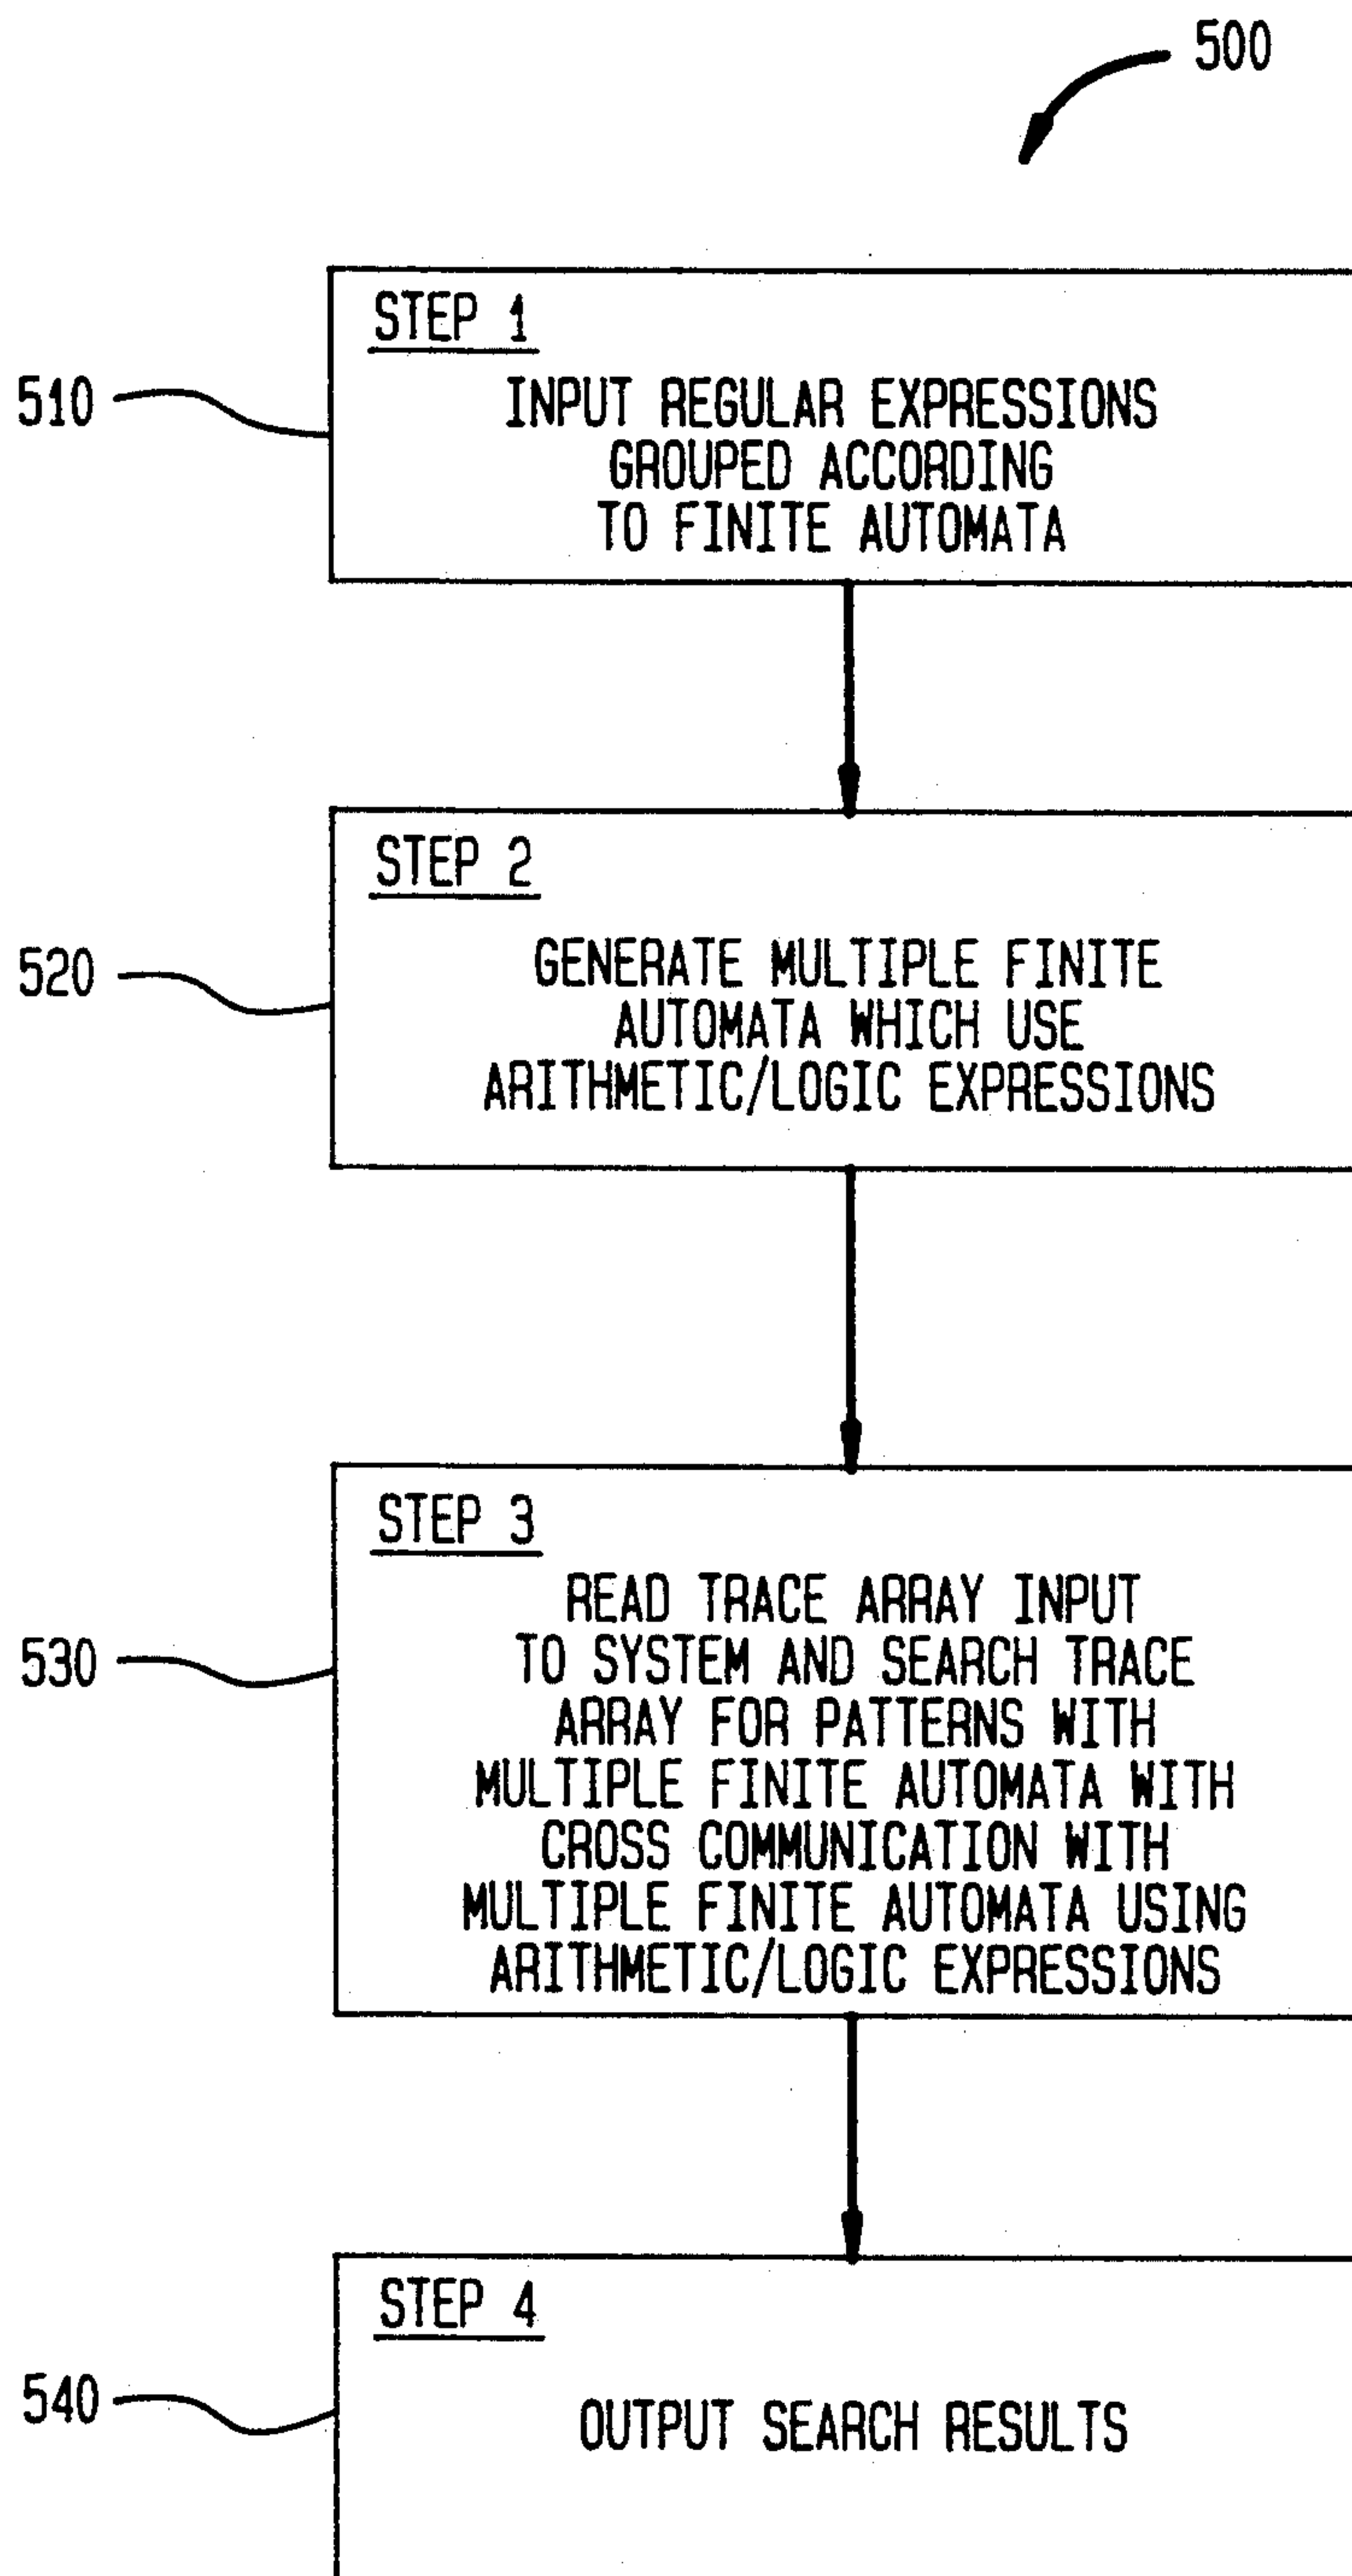 500
STEP 1
510
INPUT REGULAR EXPRESSIONS
GROUPED ACCORDING
TO FINITE AUTOMATA
STEP 2
520
GENERATE MULTIPLE FINITE
AUTOMATA WHICH USE
ARITHMETIC/LOGIC EXPRESSIONS
STEP 3
530
READ TRACE ARRAY INPUT
TO SYSTEM AND SEARCH TRACE
ARRAY FOR PATTERNS WITH
MULTIPLE FINITE AUTOMATA WITH
CROSS COMMUNICATION WITH
MULTIPLE FINITE AUTOMATA USING
ARITHMETIC/LOGIC EXPRESSIONS
STEP 4
540
OUTPUT SEARCH RESULTS